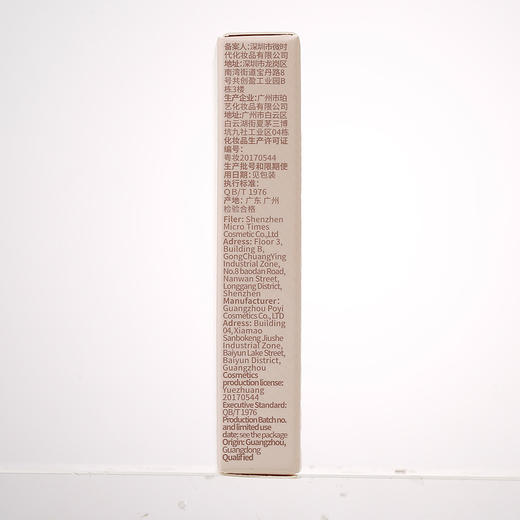 备案人:深圳市微时
代化妆品有限公司
地址:深圳市龙岗区
南湾街道宝丹路8
号共创盈工业园B
栋3楼
生产企业:广州市珀
艺化妆品有限公司
地址:广州市白云区
白云湖街夏茅三博
坑九社工业区04栋
化妆品生产许可证
编号:
粤妆20170544
生产批号和限期使
用日期:见包装
执行标准:
QB/T 1976
产地:广东 广州
检验合格
Filer: Shenzhen
Micro Times
Cosmetic Co.,Ltd
Adress: Floor 3,
Building B,
GongChuangYing
Industrial Zone,
No.8 baodan Road,
Nanwan Street,
Longgang District,
Shenzhen
Manufacturer:
Guangzhou Poyi
Cosmetics Co., LTD
Adress: Building
04, Xiamao
Sanbokeng Jiushe
Industrial Zone,
Baiyun Lake Street,
Baiyun District,
Guangzhou
Cosmetics
production license:
Yuezhuang
20170544
Executive Standard:
QB/T 1976
Production Batch no.
and limited use
date: see the package
Origin: Guangzhou,
Guangdong
Qualified